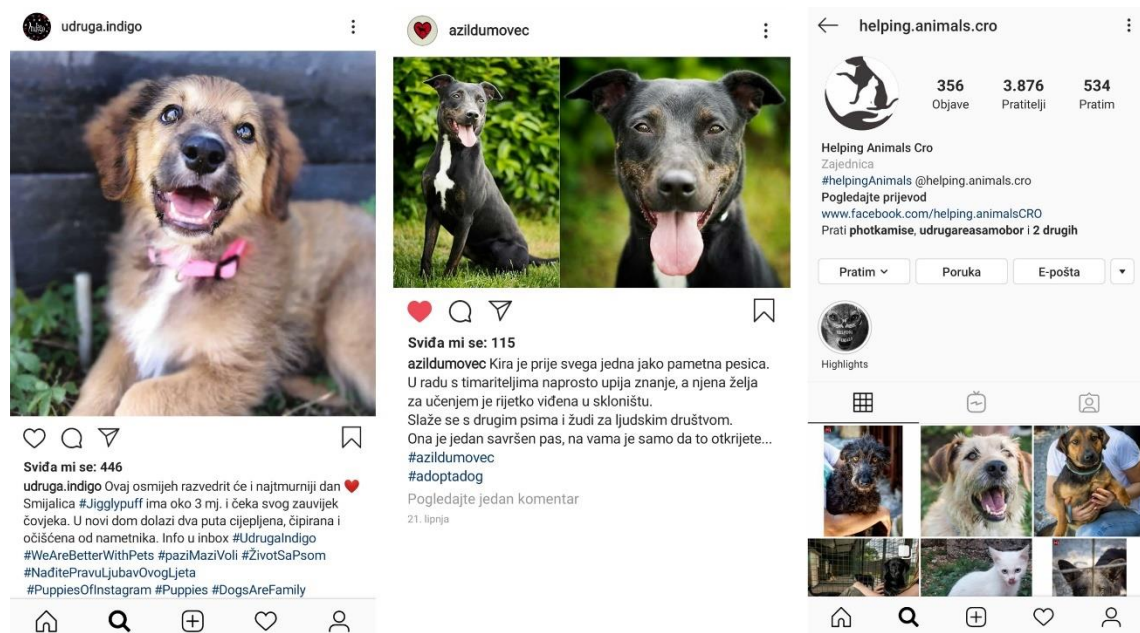 udruga.indigo
Sviđa mi se: 446
udruga.indigo Ovaj osmijeh razvedrit će i najtmurniji dan ❤️
Smijalica #Jigglypuff ima oko 3 mj. i čeka svog zauvijek
čovjeka. U novi dom dolazi dva puta cijepljena, čipirana i
očišćena od nametnika. Info u inbox #UdrugaIndigo
#WeAreBetterWithPets #paziMaziVoli #ŽivotSaPsom
#NađitePravuLjubavOvogLjeta
#PuppiesOfInstagram #Puppies #DogsAreFamily
azildumovec
Sviđa mi se: 115
azildumovec Kira je prije svega jedna jako pametna pesica.
U radu s timariteljima naprosto upija znanje, a njena želja
za učenjem je rijetko viđena u skloništu.
Slaže se s drugim psima i žudi za ljudskim društvom.
Ona je jedan savršen pas, na vama je samo da to otkrijete...
#azildumovec
#adoptadog
Pogledajte jedan komentar
21. lipnja
helping.animals.cro
356 3.876 534
Objave Pratitelji Pratim
Helping Animals Cro
Zajednica
#helpingAnimals @helping.animals.cro
Pogledajte prijevod
www.facebook.com/helping.animalsCRO
Prati photkamise, udrugareasamobor i 2 drugih
Pratim Poruka E-pošta
Highlights